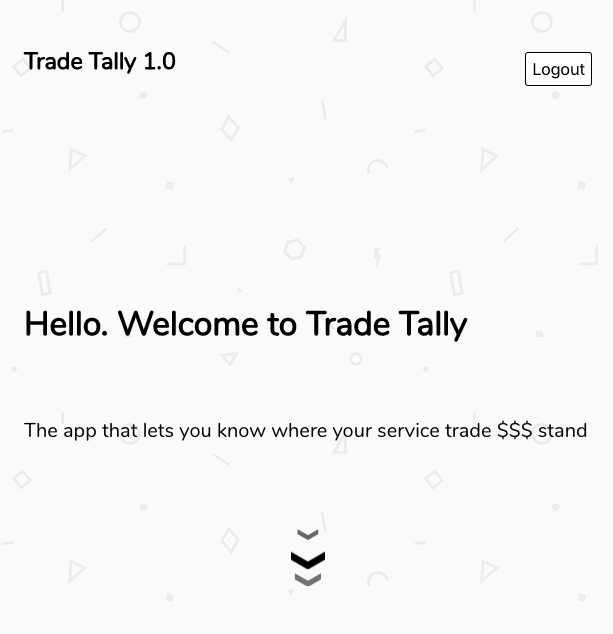 Trade Tally 1.0
Logout
Hello. Welcome to Trade Tally
The app that lets you know where your service trade $$$ stand